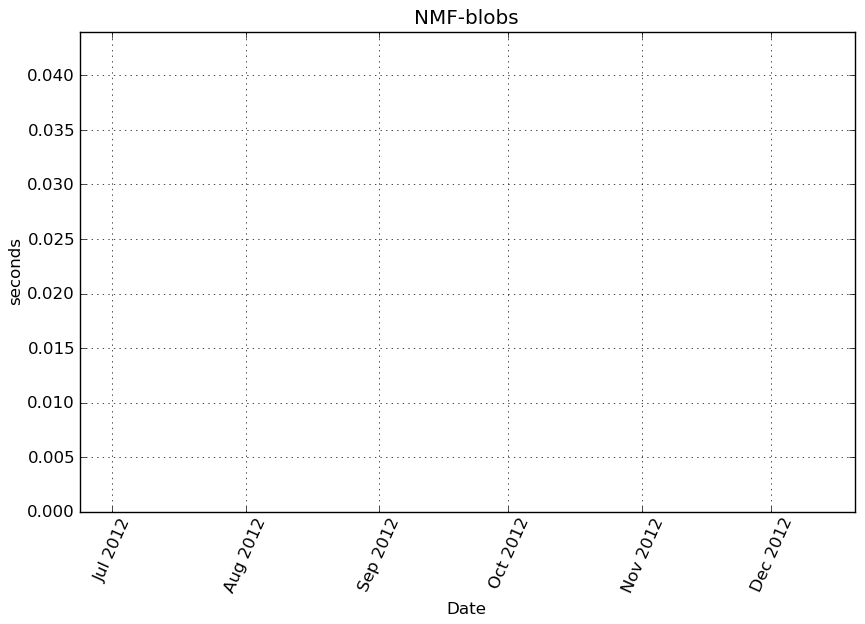 NMF-blobs
0.040
0.035
0.030
0.025
0.020
0.015
0.010
0.005
0.000
seconds
Jul 2012
Aug 2012
Sep 2012
Oct 2012
Nov 2012
Dec 2012
Date